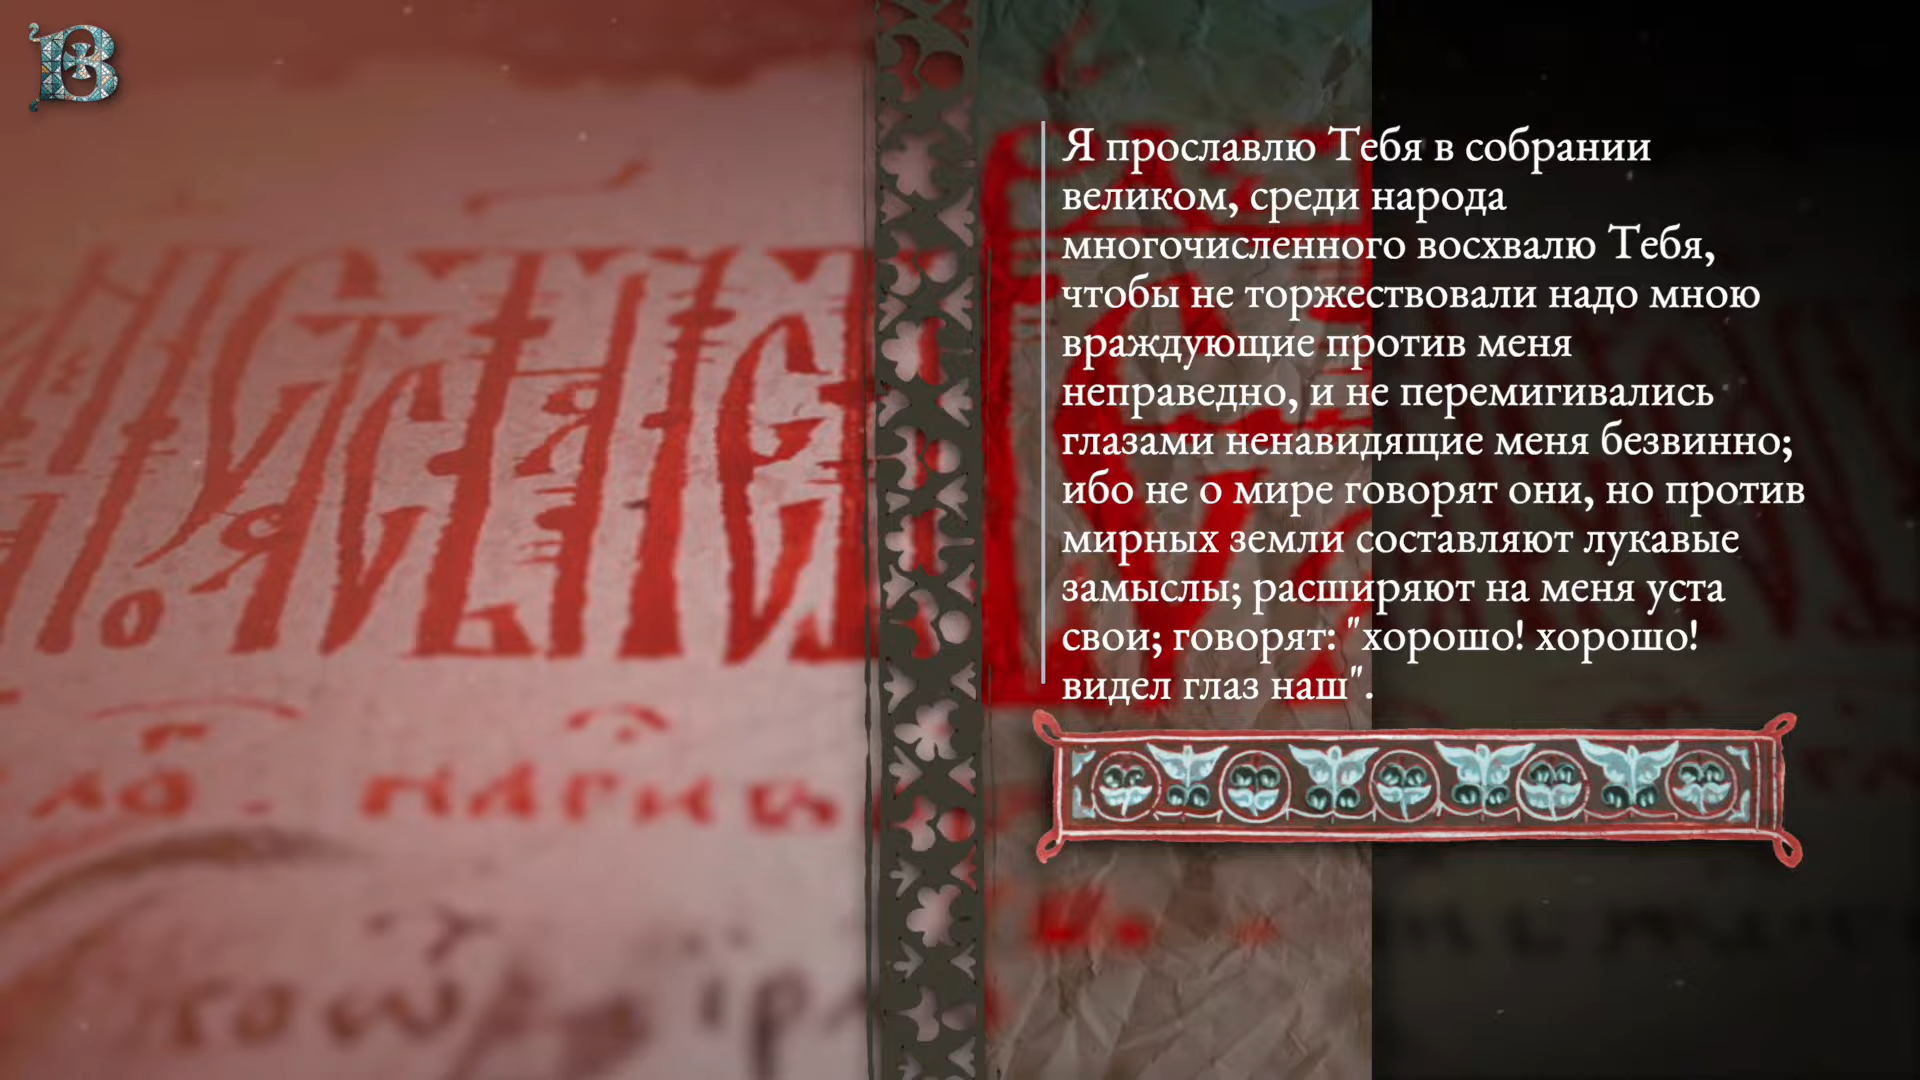 Я прославлю Тебя в собрании
великом, среди народа
многочисленного восхвалю Тебя,
чтобы не торжествовали надо мною
враждующие против меня
неправедно, и не перемигивались
глазами ненавидящие меня безвинно;
ибо не о мире говорят они, но против
мирных земли составляют лукавые
замыслы; расширяют на меня уста
свои; говорят: "хорошо! хорошо!
видел глаз наш".